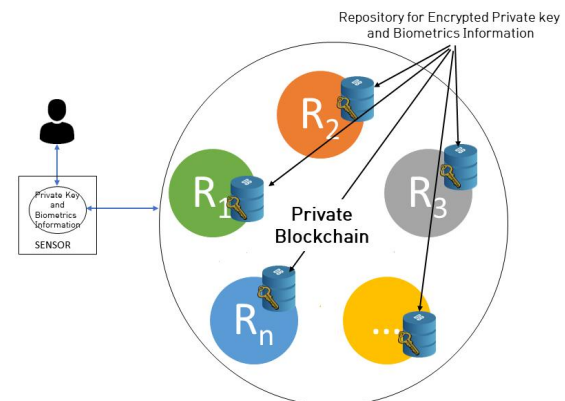 Repository for Encrypted Private key
and Biometrics Information
R2
R1
R3
Private Key
and
Biometrics
Information
SENSOR
Private
Blockchain
Rn
...